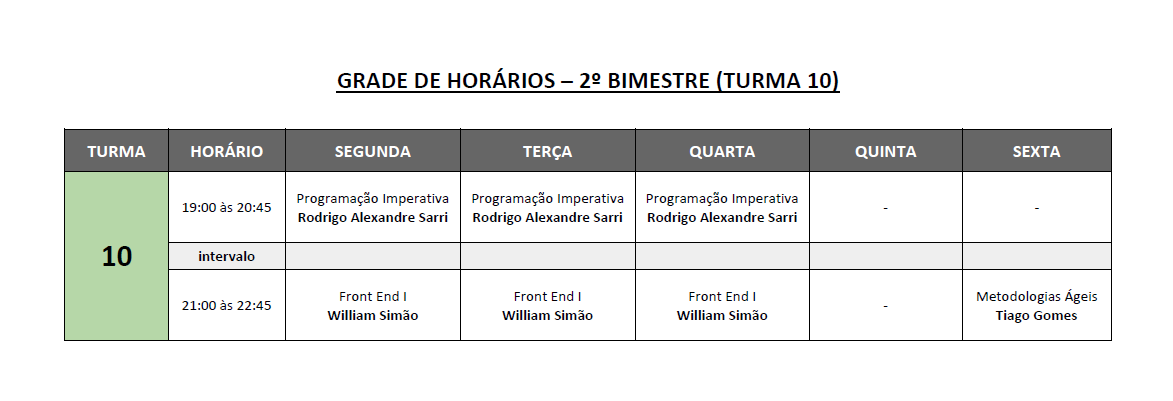 GRADE DE HORÁRIOS – 2º BIMESTRE (TURMA 10)
TURMA HORÁRIO SEGUNDA TERÇA QUARTA QUINTA SEXTA
10
19:00 às 20:45
Programação Imperativa
Rodrigo Alexandre Sarri
Programação Imperativa
Rodrigo Alexandre Sarri
Programação Imperativa
Rodrigo Alexandre Sarri
-
-
intervalo
21:00 às 22:45
Front End I
William Simão
Front End I
William Simão
Front End I
William Simão
-
Metodologias Ágeis
Tiago Gomes